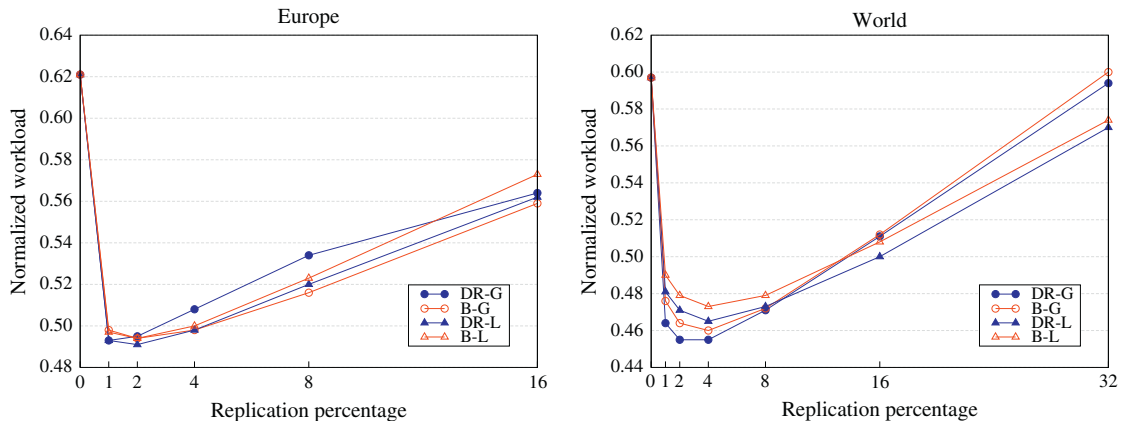 Europe
0.64
0.62
0.60
0.58
0.56
0.54
0.52
0.50
0.48
Normalized workload
0 1 2 4 8 16
Replication percentage
DR-G
B-G
DR-L
B-L
World
0.62
0.60
0.58
0.56
0.54
0.52
0.50
0.48
0.46
0.44
Normalized workload
0 1 2 4 8 16 32
Replication percentage
DR-G
B-G
DR-L
B-L